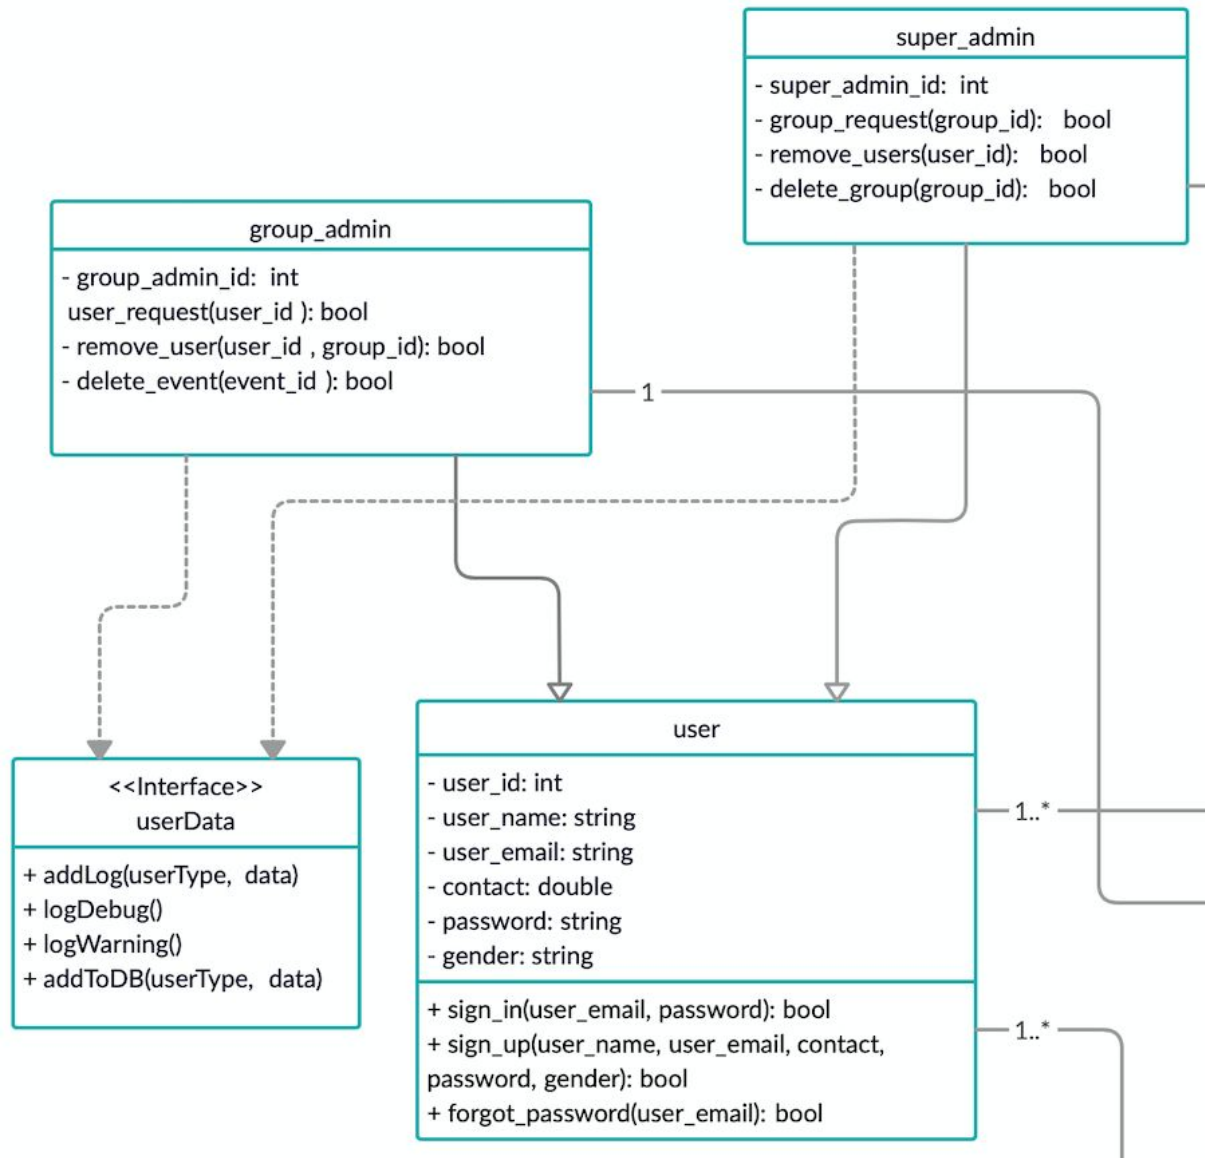 super_admin
- super_admin_id: int
- group_request(group_id): bool
- remove_users(user_id): bool
- delete_group(group_id): bool
group_admin
- group_admin_id: int
user_request(user_id ): bool
- remove_user(user_id , group_id): bool
- delete_event(event_id ): bool
1
<<Interface>>
userData
+ addLog(userType, data)
+ logDebug()
+ logWarning()
+ addToDB(userType, data)
user
- user_id: int
- user_name: string
- user_email: string
- contact: double
- password: string
- gender: string
+ sign_in(user_email, password): bool
+ sign_up(user_name, user_email, contact,
password, gender): bool
+ forgot_password(user_email): bool
1..*
1..*